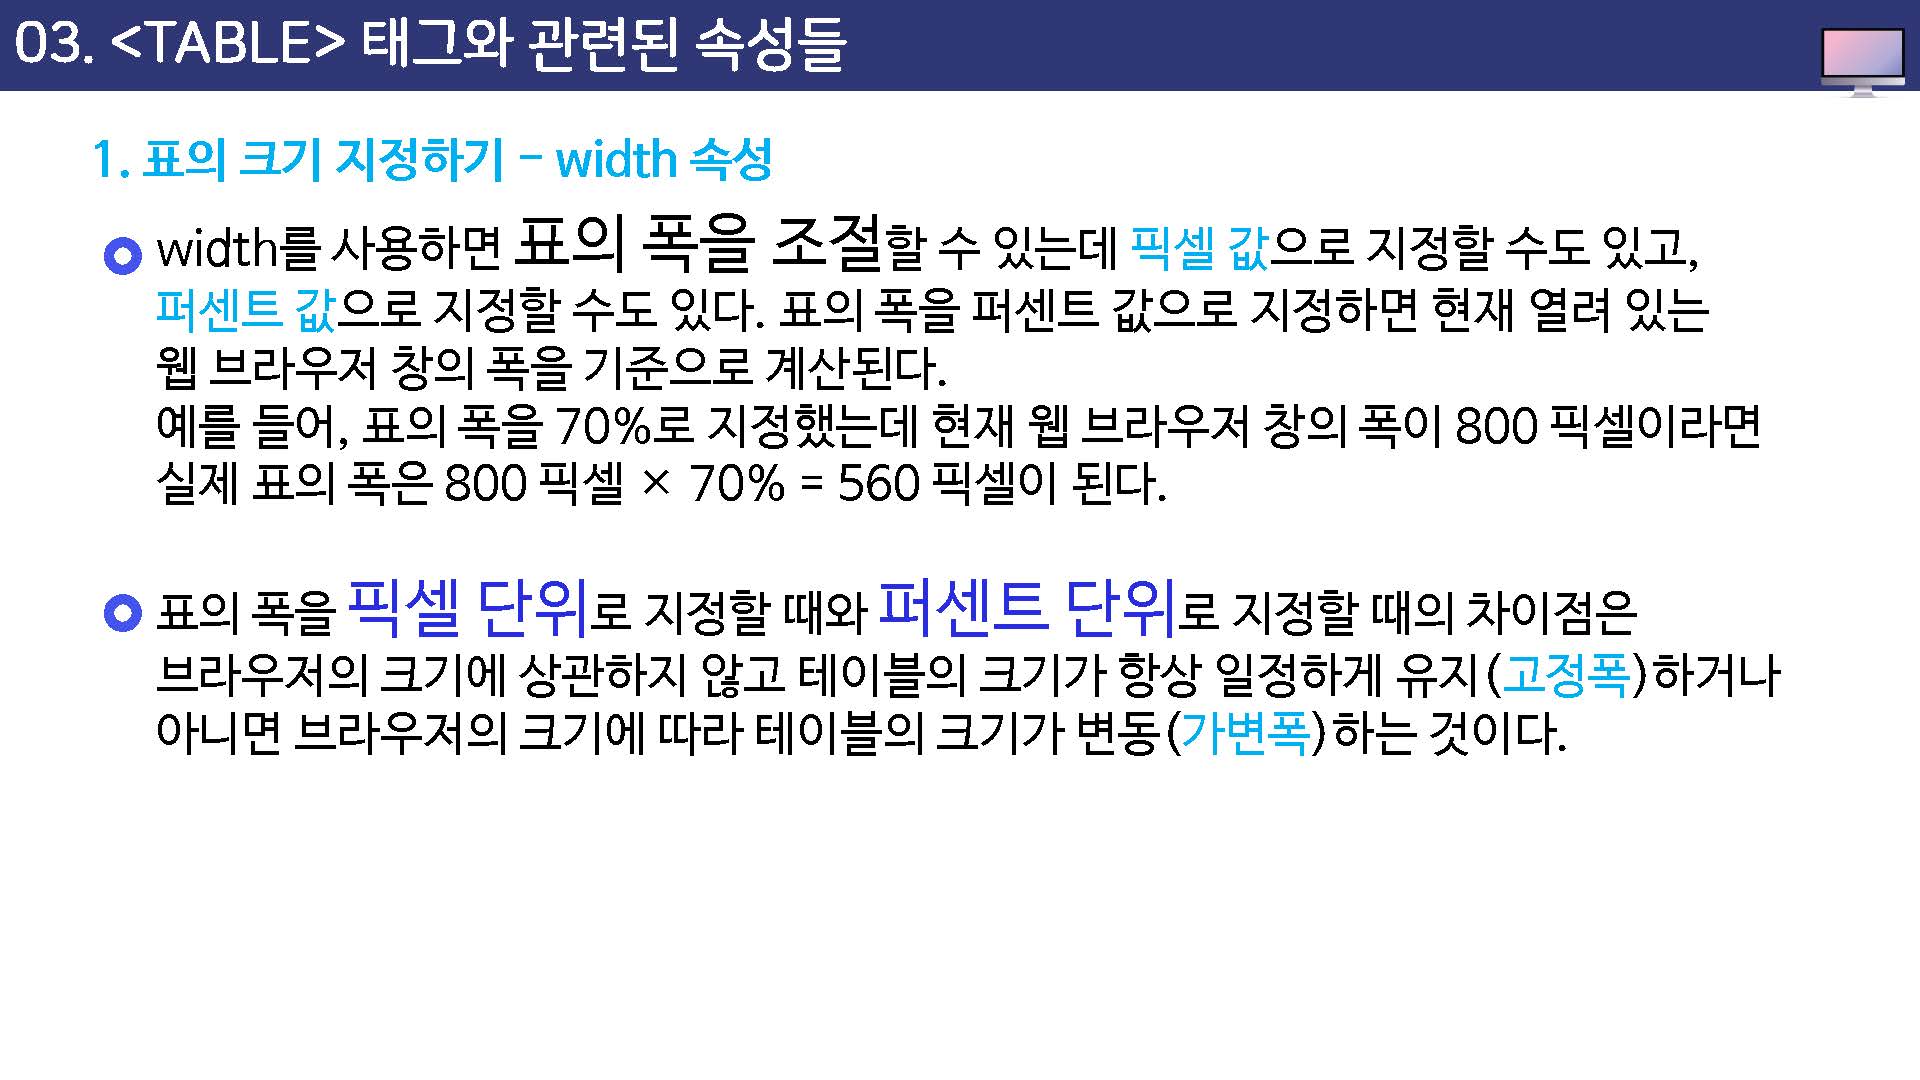 03. <TABLE> 태그와 관련된 속성들
1. 표의 크기 지정하기 – width 속성
width를 사용하면 표의 폭을 조절할 수 있는데 픽셀 값으로 지정할 수도 있고,
퍼센트 값으로 지정할 수도 있다. 표의 폭을 퍼센트 값으로 지정하면 현재 열려 있는
웹 브라우저 창의 폭을 기준으로 계산된다.
예를 들어, 표의 폭을 70%로 지정했는데 현재 웹 브라우저 창의 폭이 800 픽셀이라면
실제 표의 폭은 800 픽셀 × 70% = 560 픽셀이 된다.
표의 폭을 픽셀 단위로 지정할 때와 퍼센트 단위로 지정할 때의 차이점은
브라우저의 크기에 상관하지 않고 테이블의 크기가 항상 일정하게 유지(고정폭)하거나
아니면 브라우저의 크기에 따라 테이블의 크기가 변동(가변폭)하는 것이다.